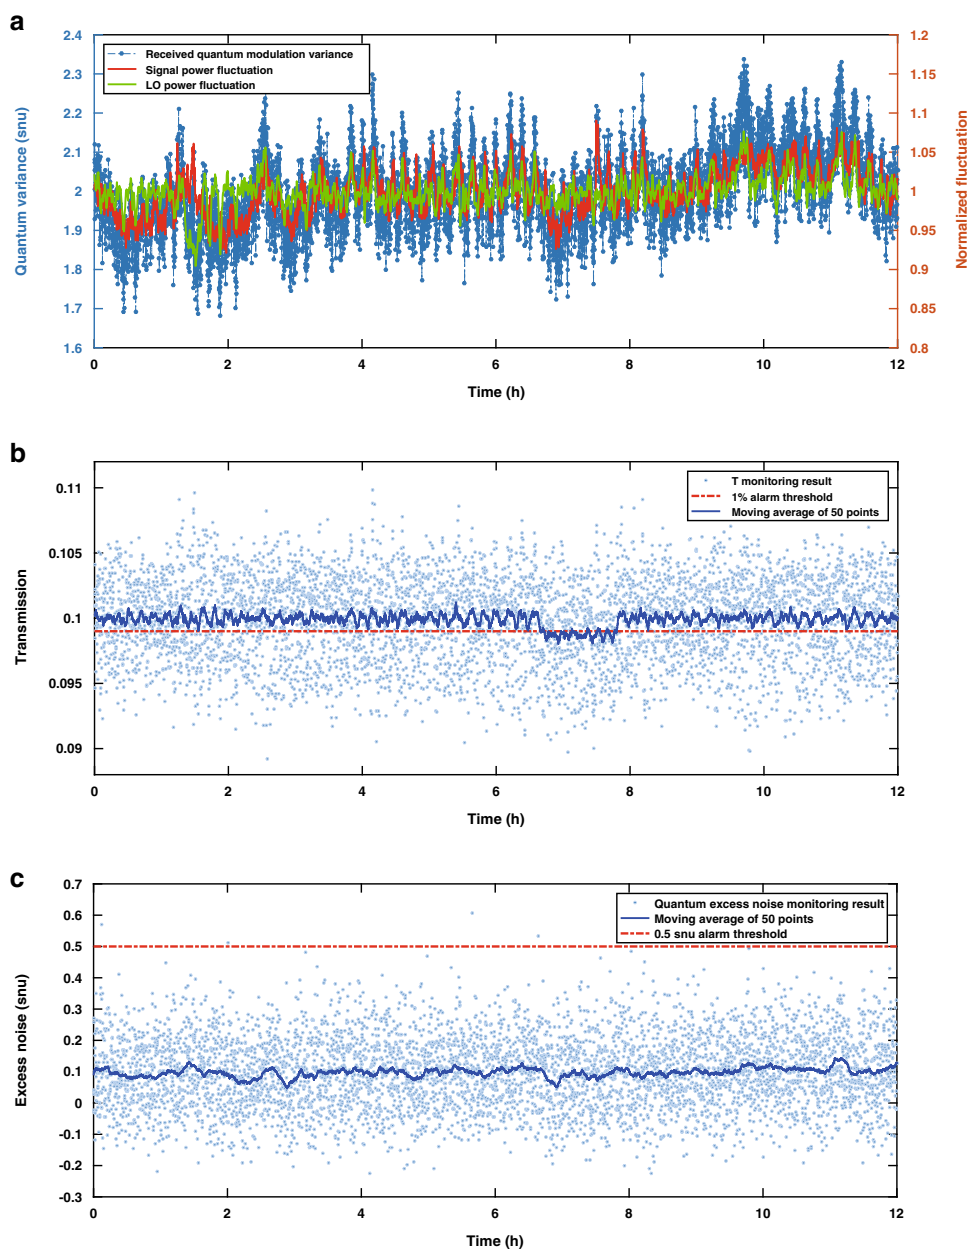 a
2.4
2.3
2.2
2.1
2
1.9
1.8
1.7
1.6
Quantum variance (snu)
Received quantum modulation variance
Signal power fluctuation
LO power fluctuation
1.2
1.15
1.1
1.05
1
0.95
0.9
0.85
0.8
Normalized fluctuation
0 2 4 6 8 10 12
Time (h)
b
0.11
0.105
0.1
0.095
0.09
Transmission
T monitoring result
1% alarm threshold
Moving average of 50 points
0 2 4 6 8 10 12
Time (h)
c
0.7
0.6
0.5
0.4
0.3
0.2
0.1
0
-0.1
-0.2
-0.3
Excess noise (snu)
Quantum excess noise monitoring result
Moving average of 50 points
0.5 snu alarm threshold
0 2 4 6 8 10 12
Time (h)